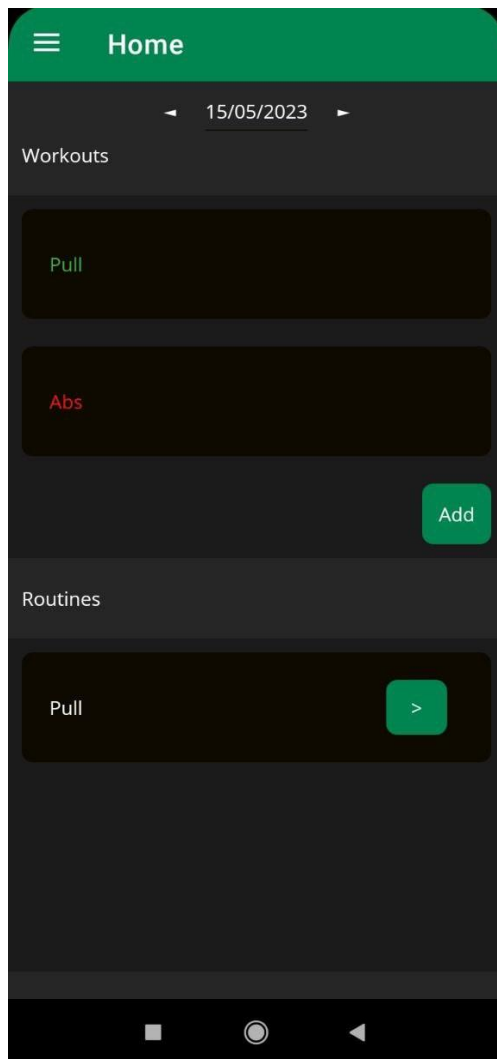 Home
◄ 15/05/2023 ►
Workouts
Pull
Abs
Add
Routines
Pull >